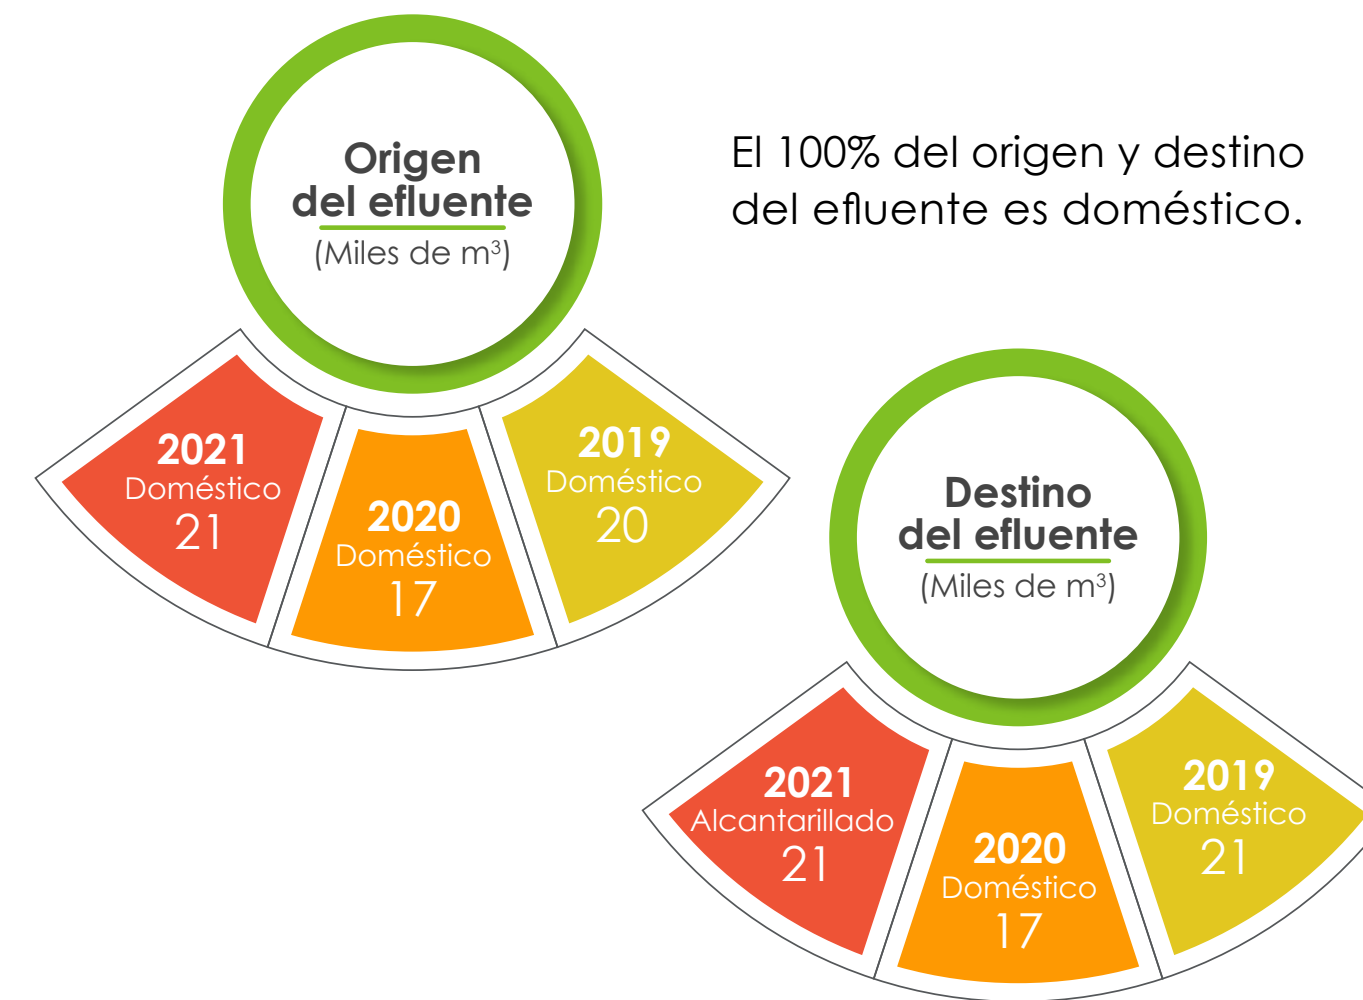 Origen
del efluente
(Miles de m³)
El 100% del origen y destino
del efluente es doméstico.
2021
Doméstico
21
2020
Doméstico
17
2019
Doméstico
20
Destino
del efluente
(Miles de m³)
2021
Alcantarillado
21
2020
Doméstico
17
2019
Doméstico
21